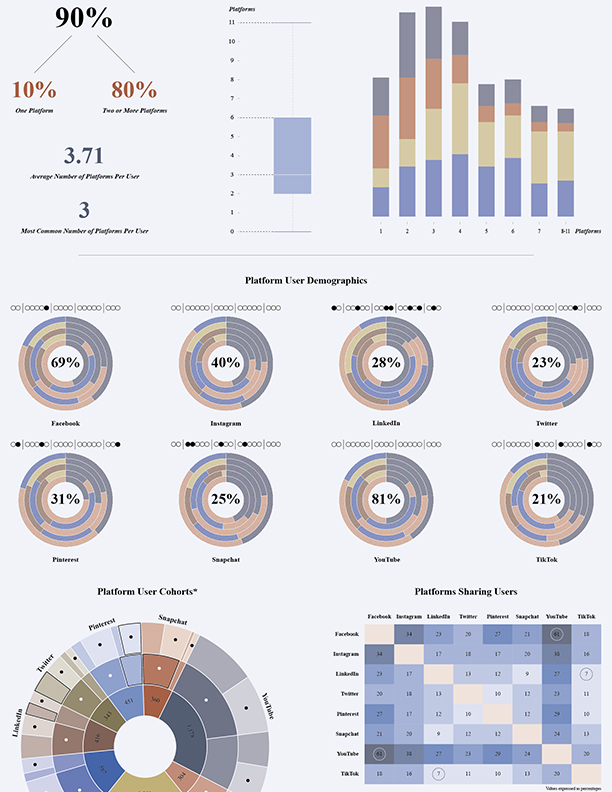 90%
10% 80%
One Platform Two or More Platforms
3.71
Average Number of Platforms Per User
3
Most Common Number of Platforms Per User
Platforms
11
10
9
8
7
6
5
4
3
2
1
0
1 2 3 4 5 6 7 8-11 Platforms
Platform User Demographics
69% 40% 28% 23%
Facebook Instagram LinkedIn Twitter
31% 25% 81% 21%
Pinterest Snapchat YouTube TikTok
Platform User Cohorts*
Pinterest
Snapchat
Twitter
YouTube
LinkedIn
451
360
343
Platforms Sharing Users
Facebook Instagram LinkedIn Twitter Pinterest Snapchat YouTube TikTok
Facebook 34 23 20 27 21 61 18
Instagram 34 17 18 17 20 38 16
LinkedIn 23 17 13 12 9 27 7
Twitter 20 18 13 10 12 23 11
Pinterest 27 17 12 10 12 29 10
Snapchat 21 20 9 12 12 24 13
YouTube 61 38 27 23 29 24 20
TikTok 18 16 7 11 10 13 20
Values expressed as percentages